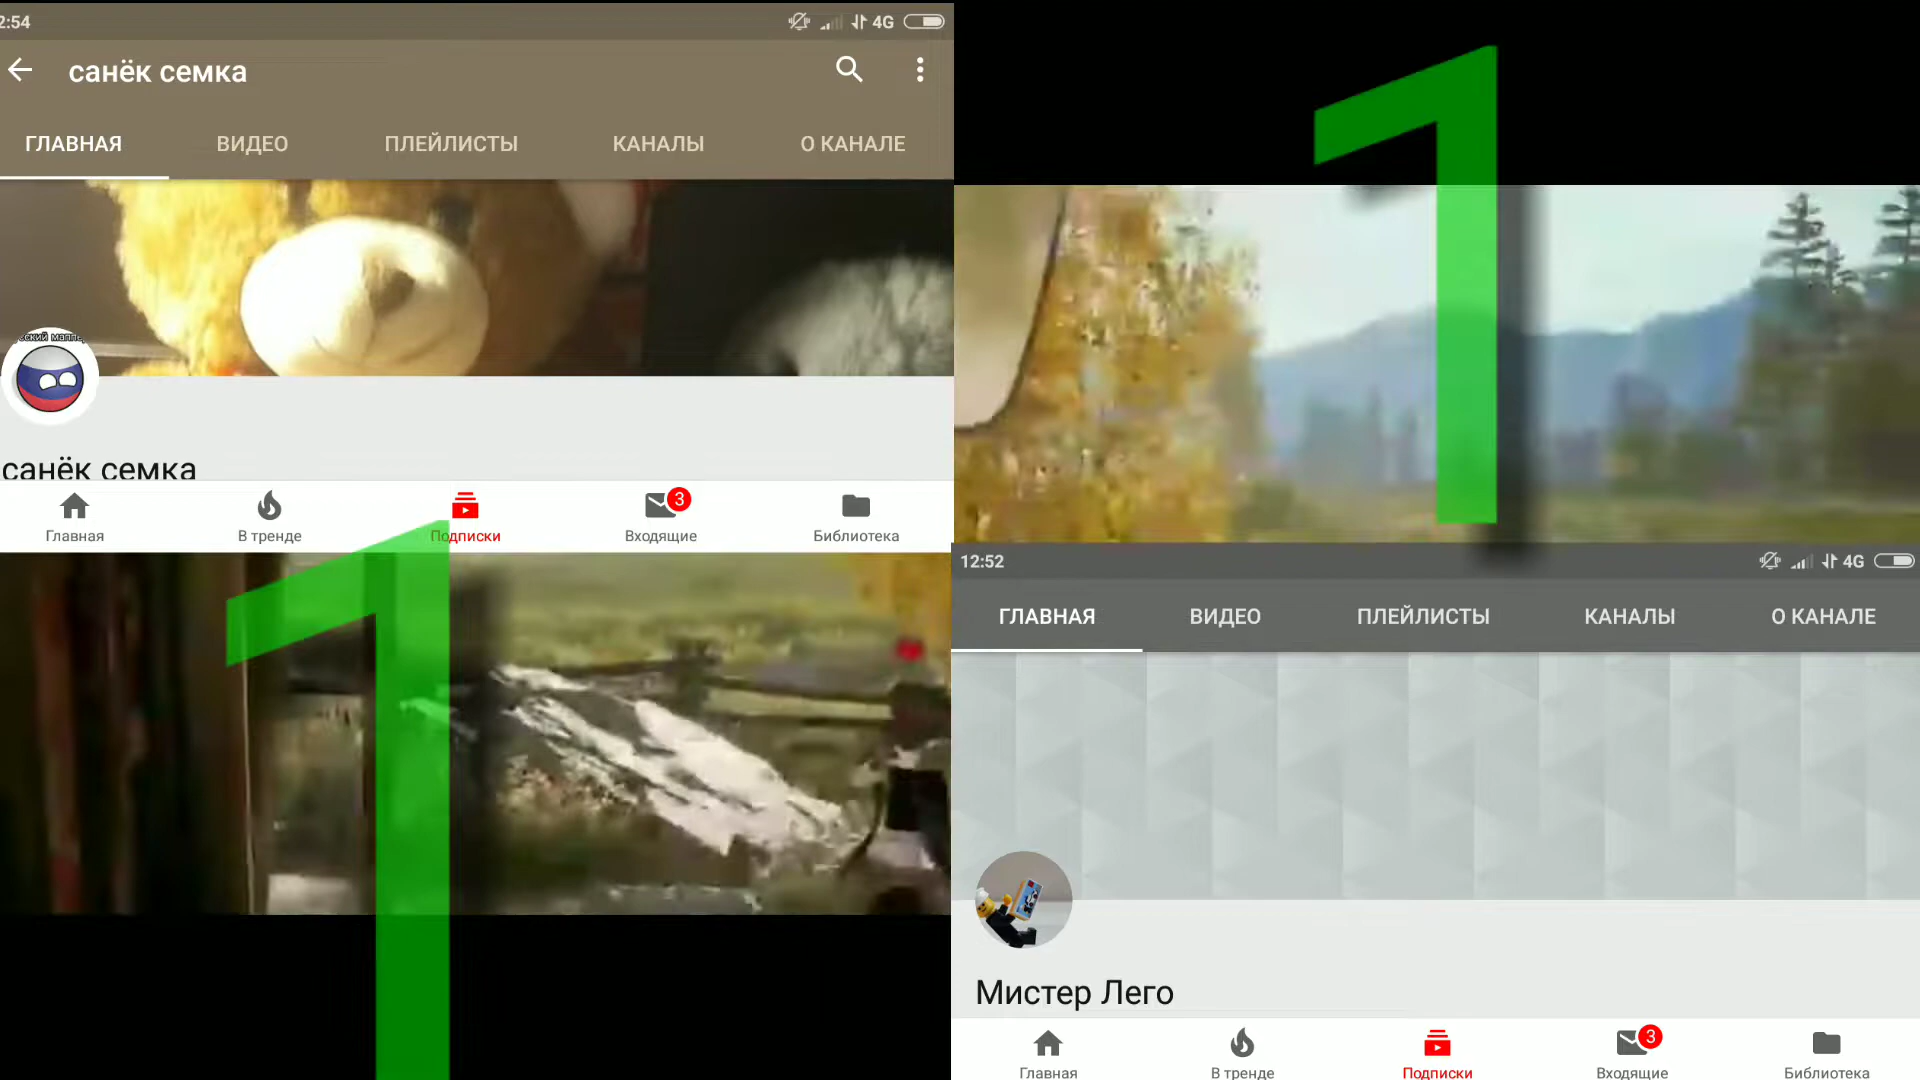 2:54
4G
санёк семка
ГЛАВНАЯ
ВИДЕО
ПЛЕЙЛИСТЫ
КАНАЛЫ
О КАНАЛЕ
санёк семка
3
Главная
В тренде
Подписки
Входящие
Библиотека
1
1
12:52
4G
ГЛАВНАЯ
ВИДЕО
ПЛЕЙЛИСТЫ
КАНАЛЫ
О КАНАЛЕ
Мистер Лего
3
Главная
В тренде
Подписки
Входящие
Библиотека